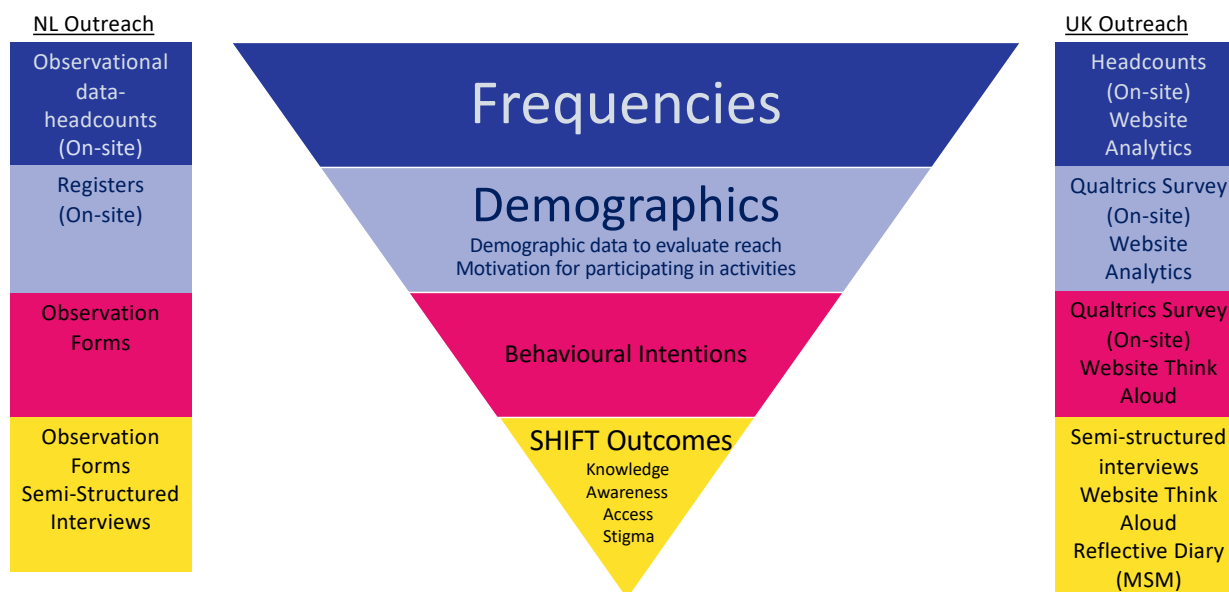 NL Outreach
Observational
data-
headcounts
(On-site)
Registers
(On-site)
Observation
Forms
Observation
Forms
Semi-Structured
Interviews
Frequencies
Demographics
Demographic data to evaluate reach
Motivation for participating in activities
Behavioural Intentions
SHIFT Outcomes
Knowledge
Awareness
Access
Stigma
UK Outreach
Headcounts
(On-site)
Website
Analytics
Qualtrics Survey
(On-site)
Website
Analytics
Qualtrics Survey
(On-site)
Website Think
Aloud
Semi-structured
interviews
Website Think
Aloud
Reflective Diary
(MSM)